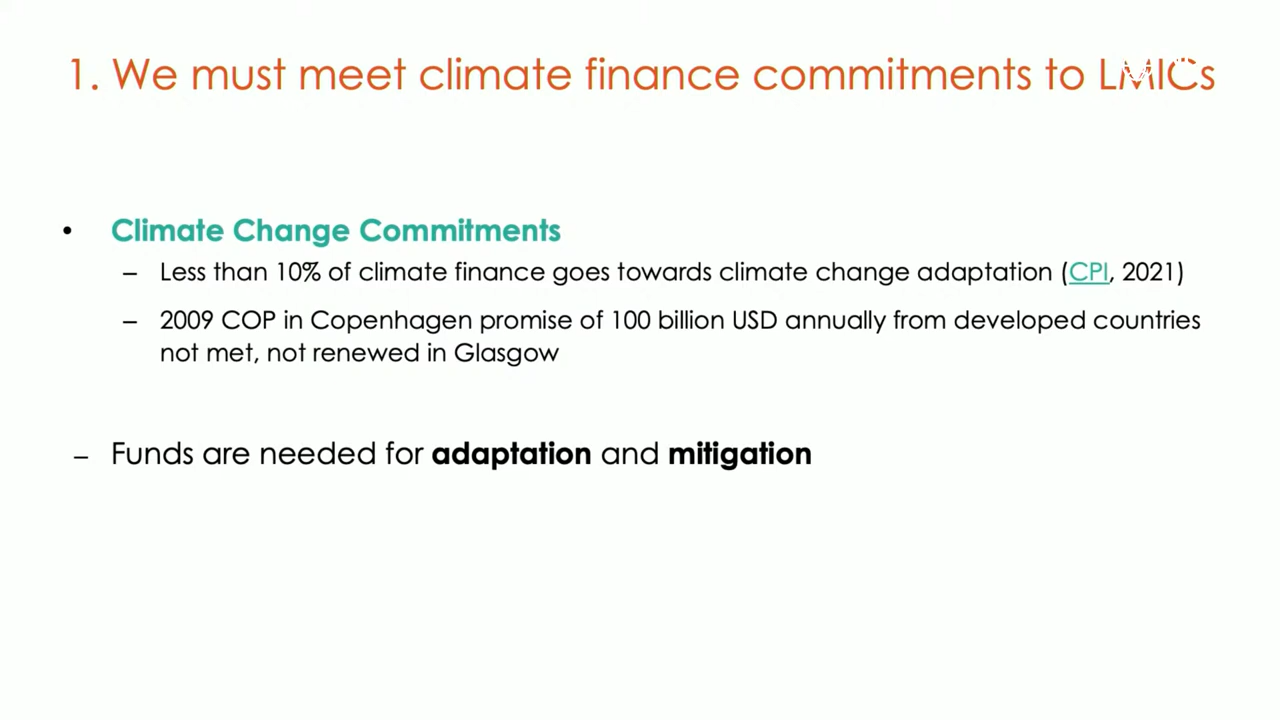 1. We must meet climate finance commitments to LMICs
• Climate Change Commitments
– Less than 10% of climate finance goes towards climate change adaptation (CPI, 2021)
– 2009 COP in Copenhagen promise of 100 billion USD annually from developed countries
not met, not renewed in Glasgow
– Funds are needed for adaptation and mitigation